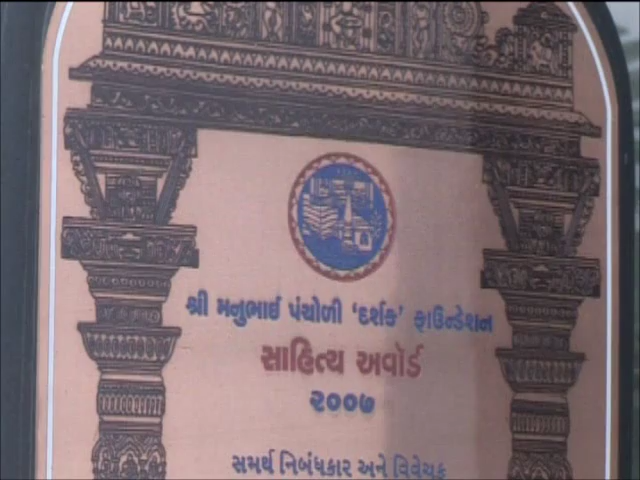 શ્રી મનુભાઈ પંચોળી ‘દર્શક’ ફાઉન્ડેશન
સાહિત્ય અવોર્ડ
૨૦૦૭
સમર્થ નિબંધકાર અને વિવેચક